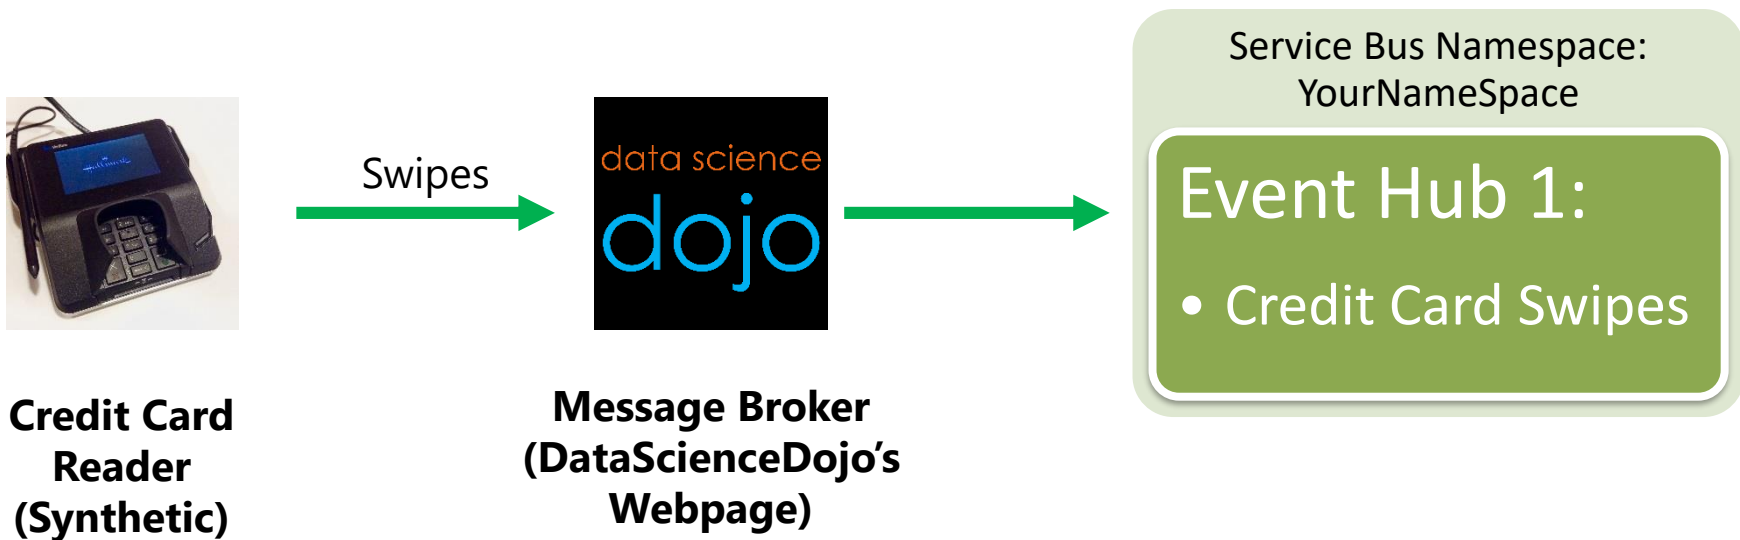 Service Bus Namespace:
YourNameSpace
Swipes
data science
dojo
Event Hub 1:
• Credit Card Swipes
Credit Card
Reader
(Synthetic)
Message Broker
(DataScienceDojo’s
Webpage)